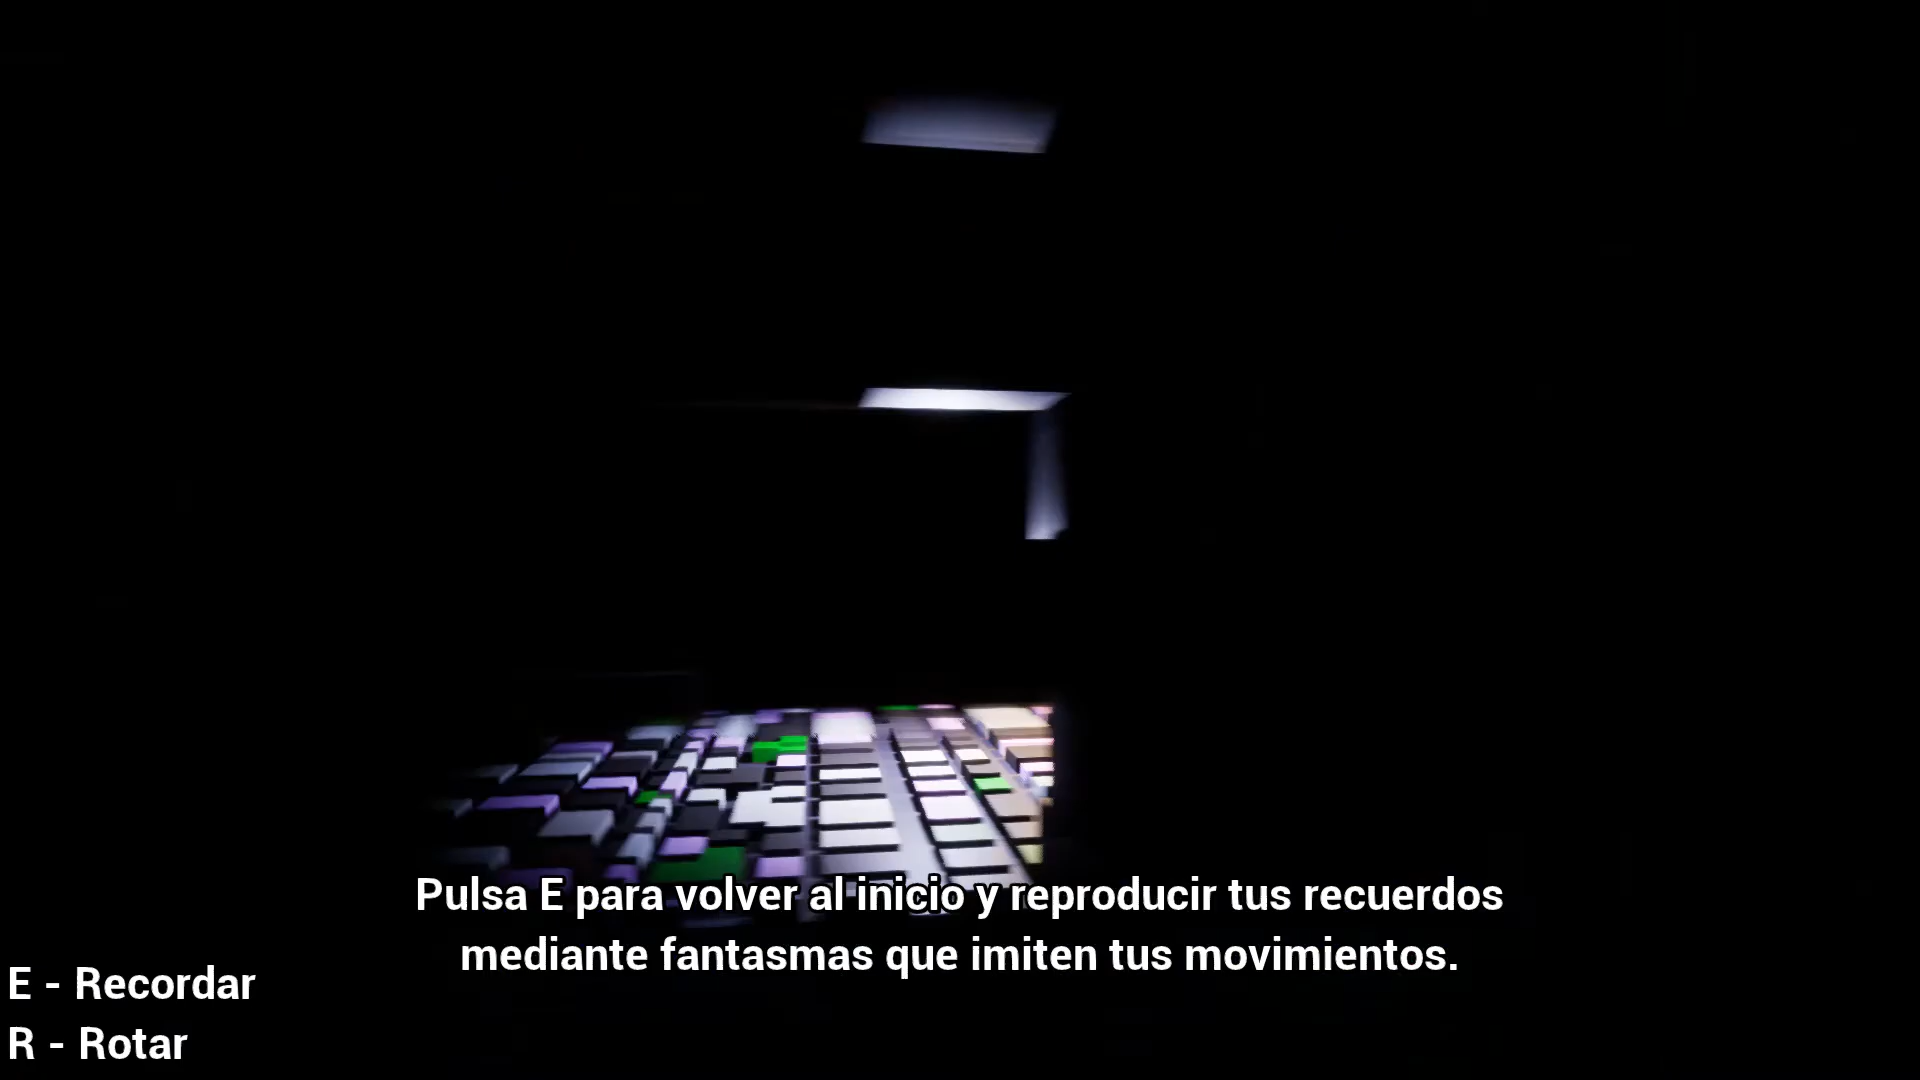 Pulsa E para volver al inicio y reproducir tus recuerdos
mediante fantasmas que imiten tus movimientos.
E - Recordar
R - Rotar